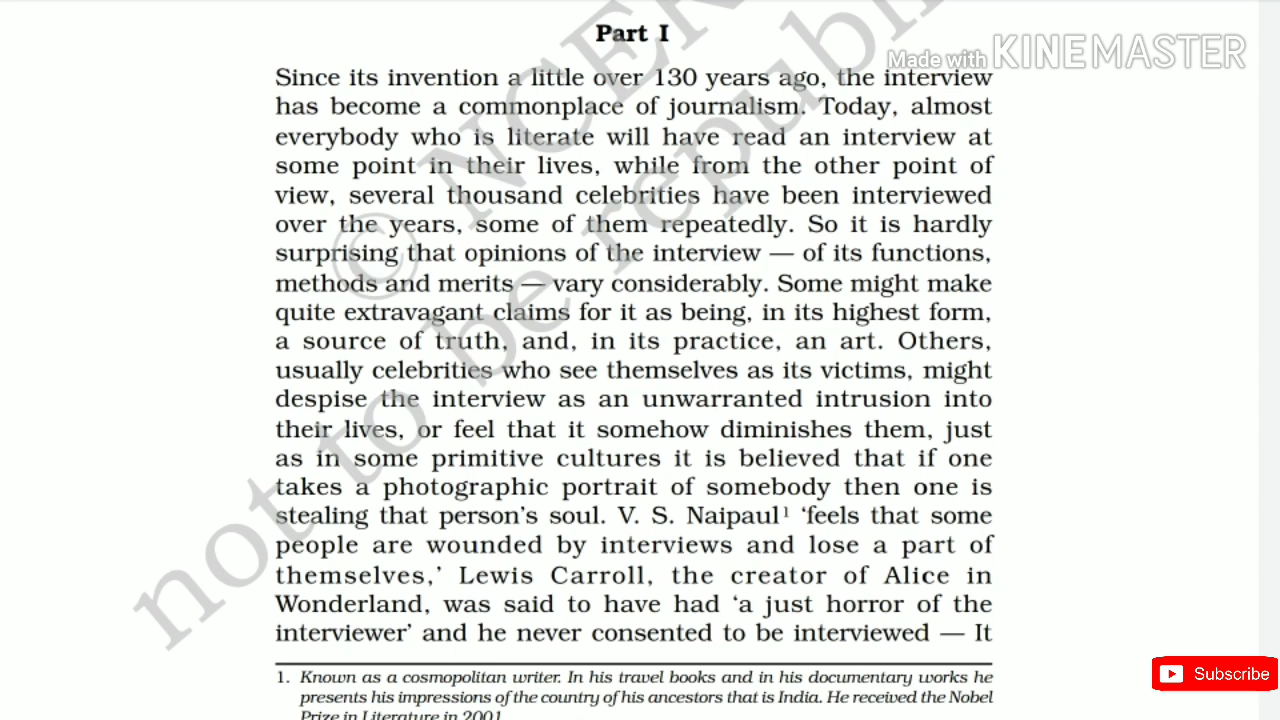 Part I
Made with KINEMASTER
Since its invention a little over 130 years ago, the interview
has become a commonplace of journalism. Today, almost
everybody who is literate will have read an interview at
some point in their lives, while from the other point of
view, several thousand celebrities have been interviewed
over the years, some of them repeatedly. So it is hardly
surprising that opinions of the interview — of its functions,
methods and merits — vary considerably. Some might make
quite extravagant claims for it as being, in its highest form,
a source of truth, and, in its practice, an art. Others,
usually celebrities who see themselves as its victims, might
despise the interview as an unwarranted intrusion into
their lives, or feel that it somehow diminishes them, just
as in some primitive cultures it is believed that if one
takes a photographic portrait of somebody then one is
stealing that person's soul. V. S. Naipaul¹ ‘feels that some
people are wounded by interviews and lose a part of
themselves,’ Lewis Carroll, the creator of Alice in
Wonderland, was said to have had ‘a just horror of the
interviewer’ and he never consented to be interviewed — It
1. Known as a cosmopolitan writer. In his travel books and in his documentary works he
presents his impressions of the country of his ancestors that is India. He received the Nobel
Prize in Literature in 2001
© NCER
not to be republi
Subscribe